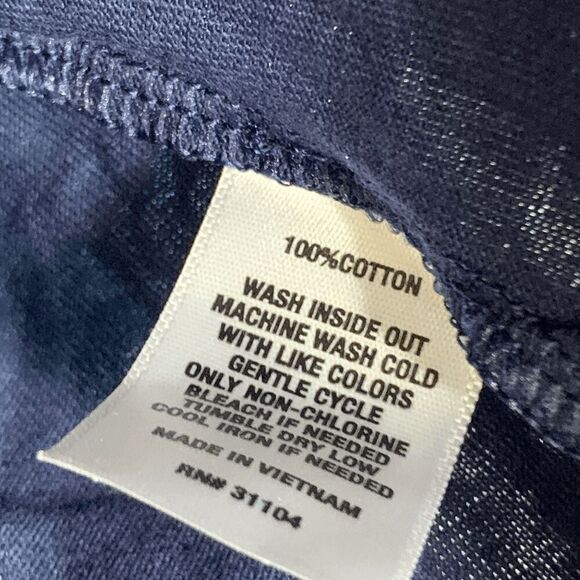 100%COTTON
WASH INSIDE OUT
MACHINE WASH COLD
WITH LIKE COLORS
GENTLE CYCLE
ONLY NON-CHLORINE
BLEACH IF NEEDED
TUMBLE DRY LOW
COOL IRON IF NEEDED
MADE IN VIETNAM
RN# 31104